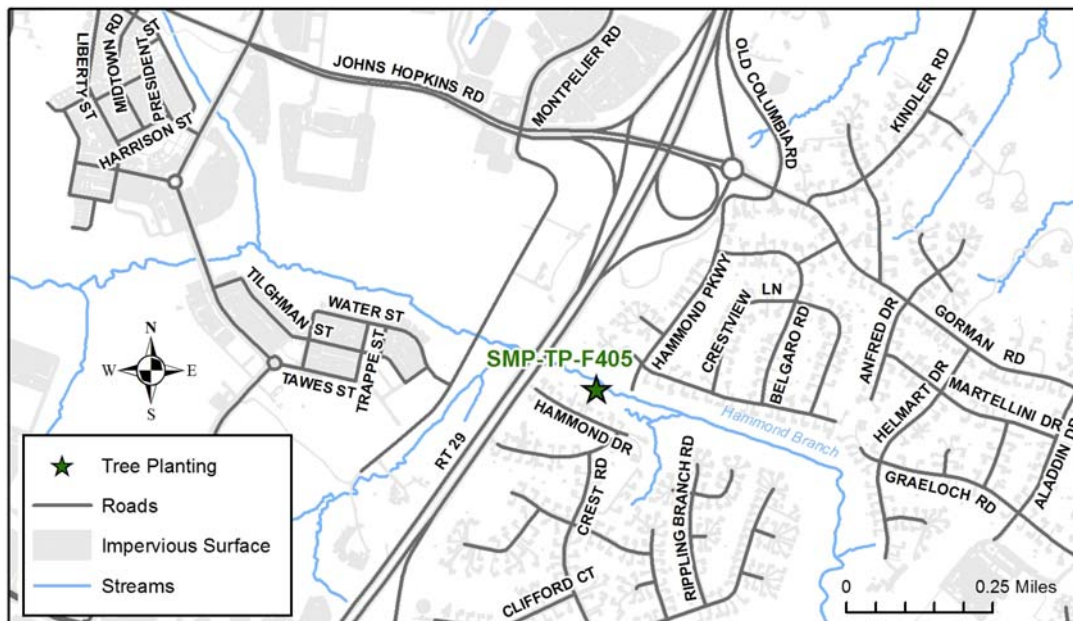 LIBERTY ST
MIDTOWN RD
PRESIDENT ST
HARRISON ST
JOHNS HOPKINS RD
MONTPELIER RD
OLD COLUMBIA RD
KINDLER RD
TILGHMAN ST
WATER ST
TRAPPE ST
TAWES ST
N
W E
S
RT 29
SMP-TP-F405
HAMMOND PKWY
CRESTVIEW LN
BELGARO RD
ANFRED DR
GORMAN RD
HELMART DR
MARTELLINI DR
ALADDIN DR
GRAELOCH RD
Hammond Branch
HAMMOND DR
CREST RD
RIPPLING BRANCH RD
CLIFFORD CT
Tree Planting
Roads
Impervious Surface
Streams
0 0.25 Miles